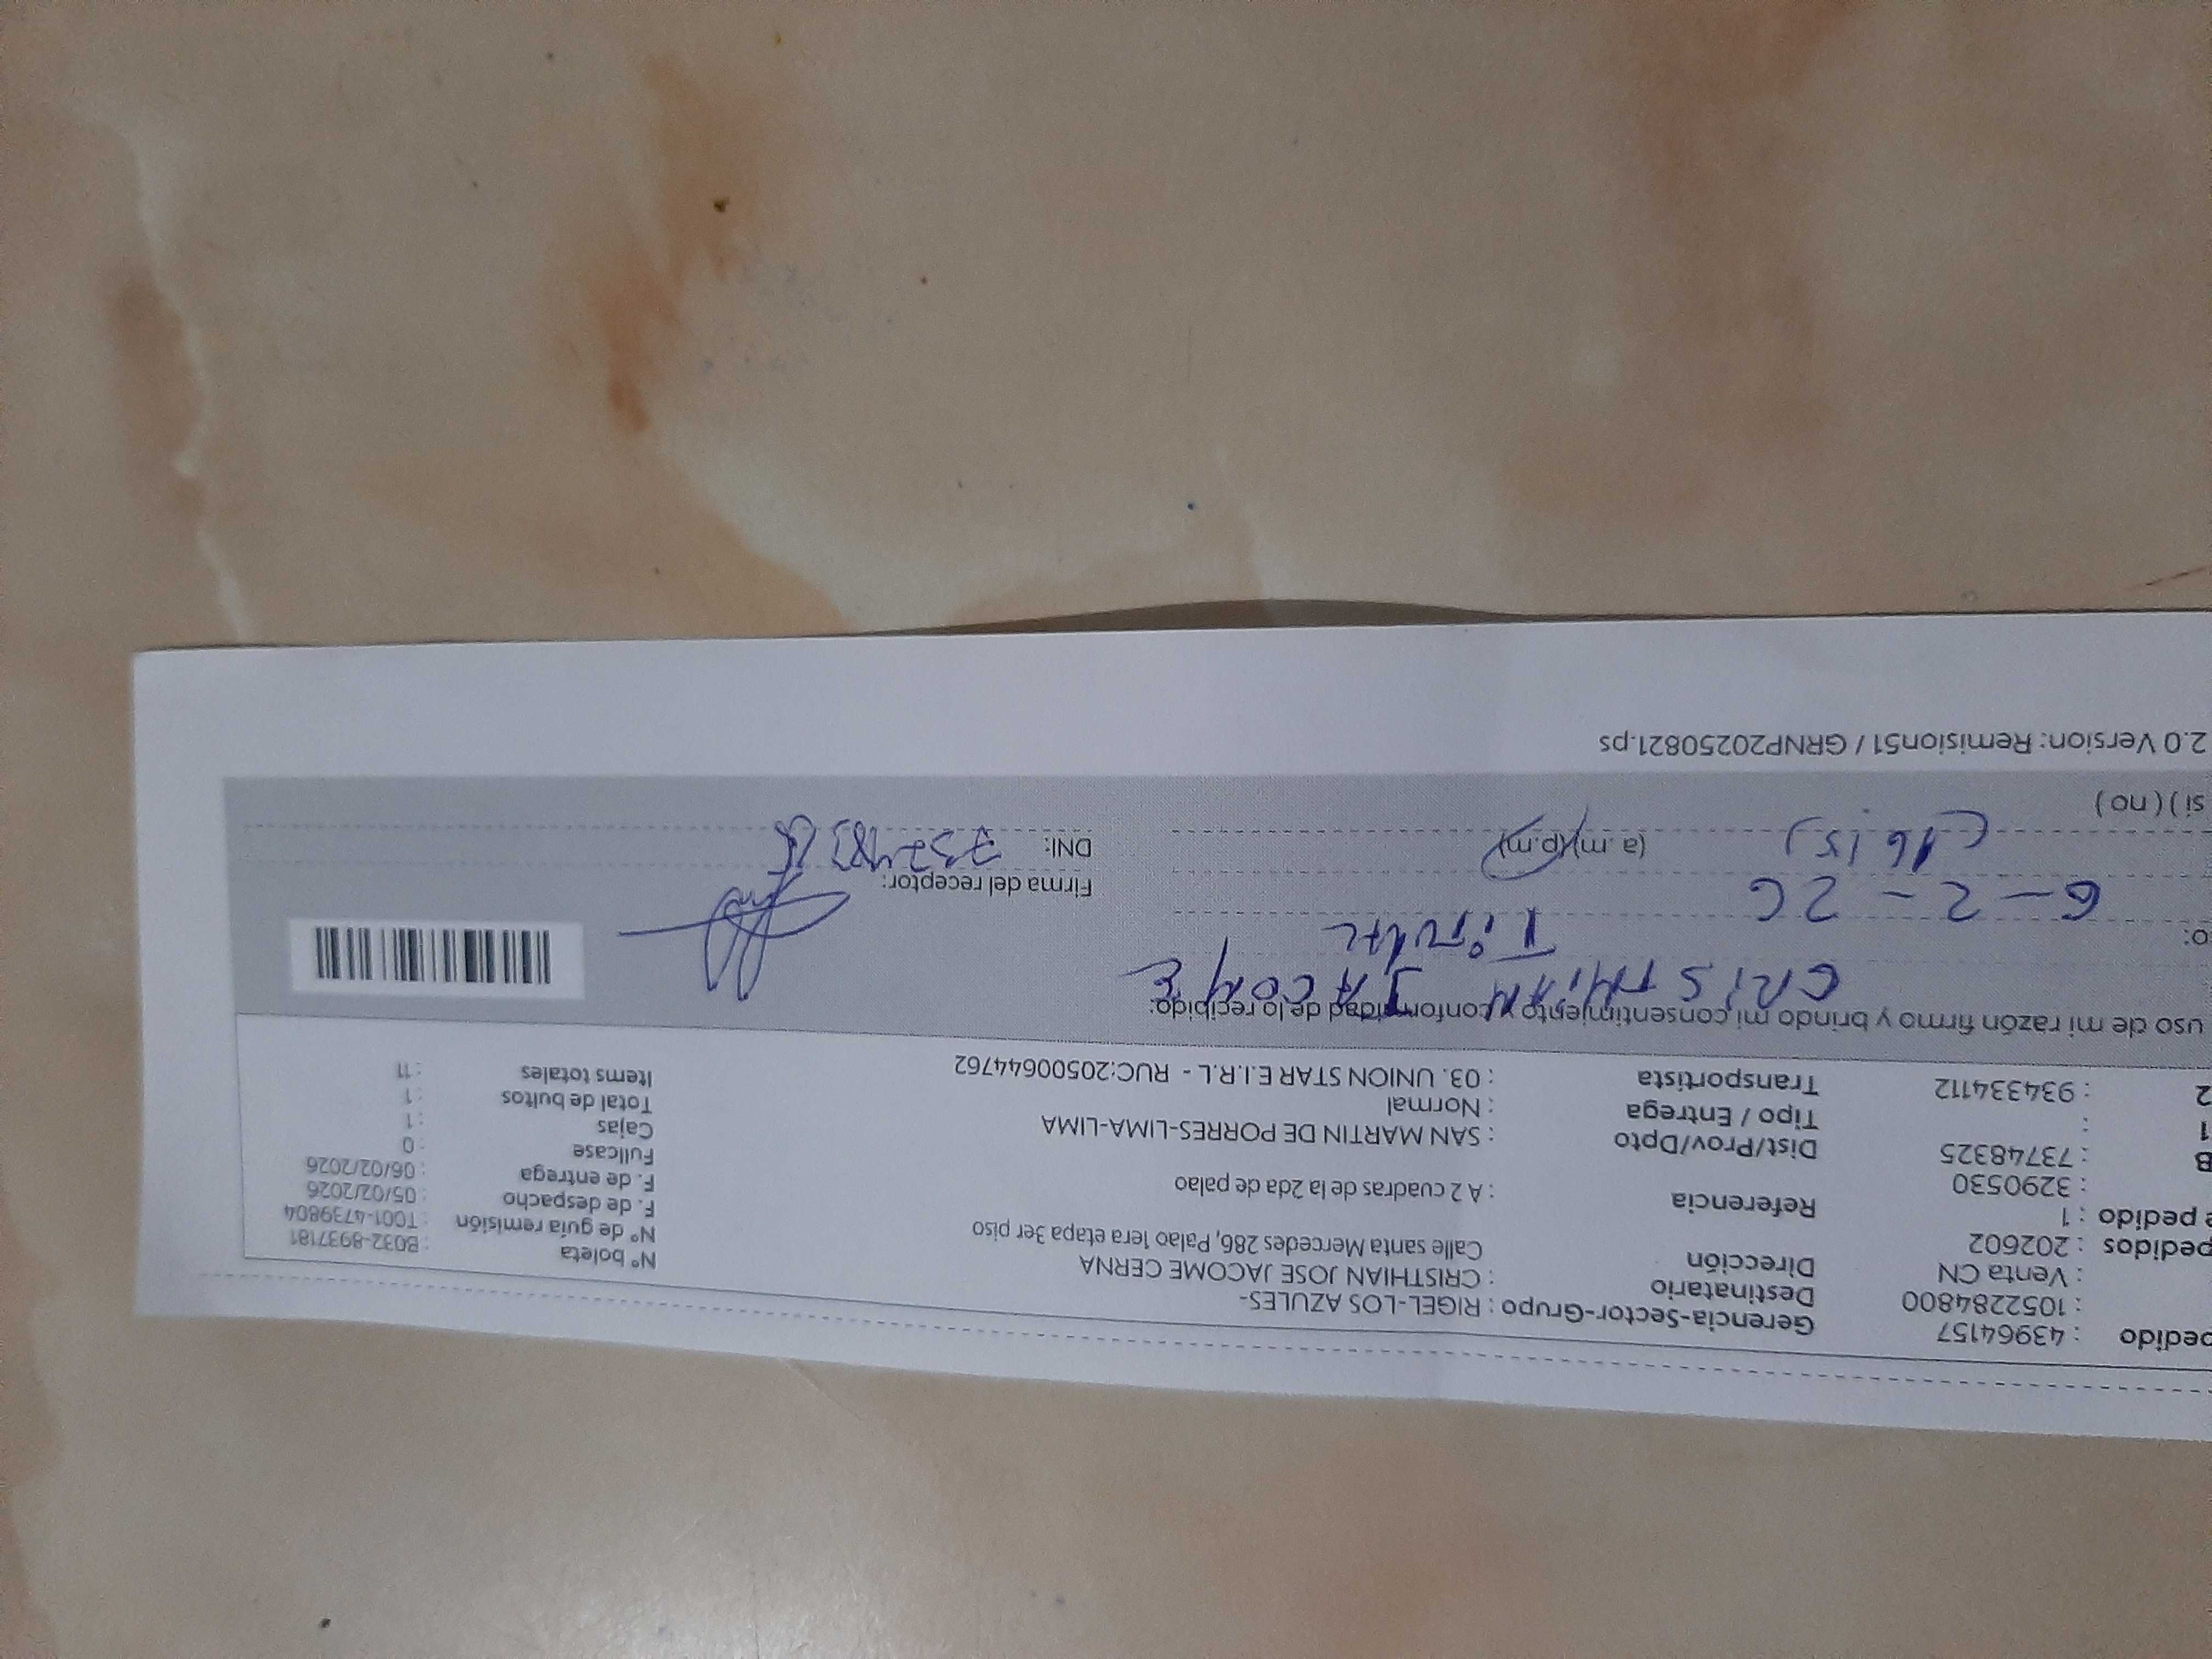 pedido : 43964157 Gerencia-Sector-Grupo : RIGEL-LOS AZULES-
: 1052284800 Destinatario : CRISTHIAN JOSE JACOME CERNA Nº boleta : B032-8937181
: Venta CN Dirección Calle santa Mercedes 286, Palao 1era etapa 3er piso Nº de guía remisión : T001-4739804
pedidos : 202602 F. de despacho : 05/02/2026
e pedido : 1 Referencia : A 2 cuadras de la 2da de palao F. de entrega : 06/02/2026
: 3290530 Fullcase : 0
B : 73748325 Dist/Prov/Dpto : SAN MARTIN DE PORRES-LIMA-LIMA Cajas : 1
1 : Tipo / Entrega : Normal Total de bultos : 1
2 : 934334112 Transportista : 03. UNION STAR E.I.R.L - RUC:20500644762 Items totales : 11
uso de mi razón firmo y brindo mi consentimiento y conformidad de lo recibido:
CRISTHIAN JACOME
o: Titular
6-2-26 Firma del receptor:
(16 15) (a.m)(p.m) DNI:
si ) ( no )
2.0 Version: Remision51 / GRNP20250821.ps